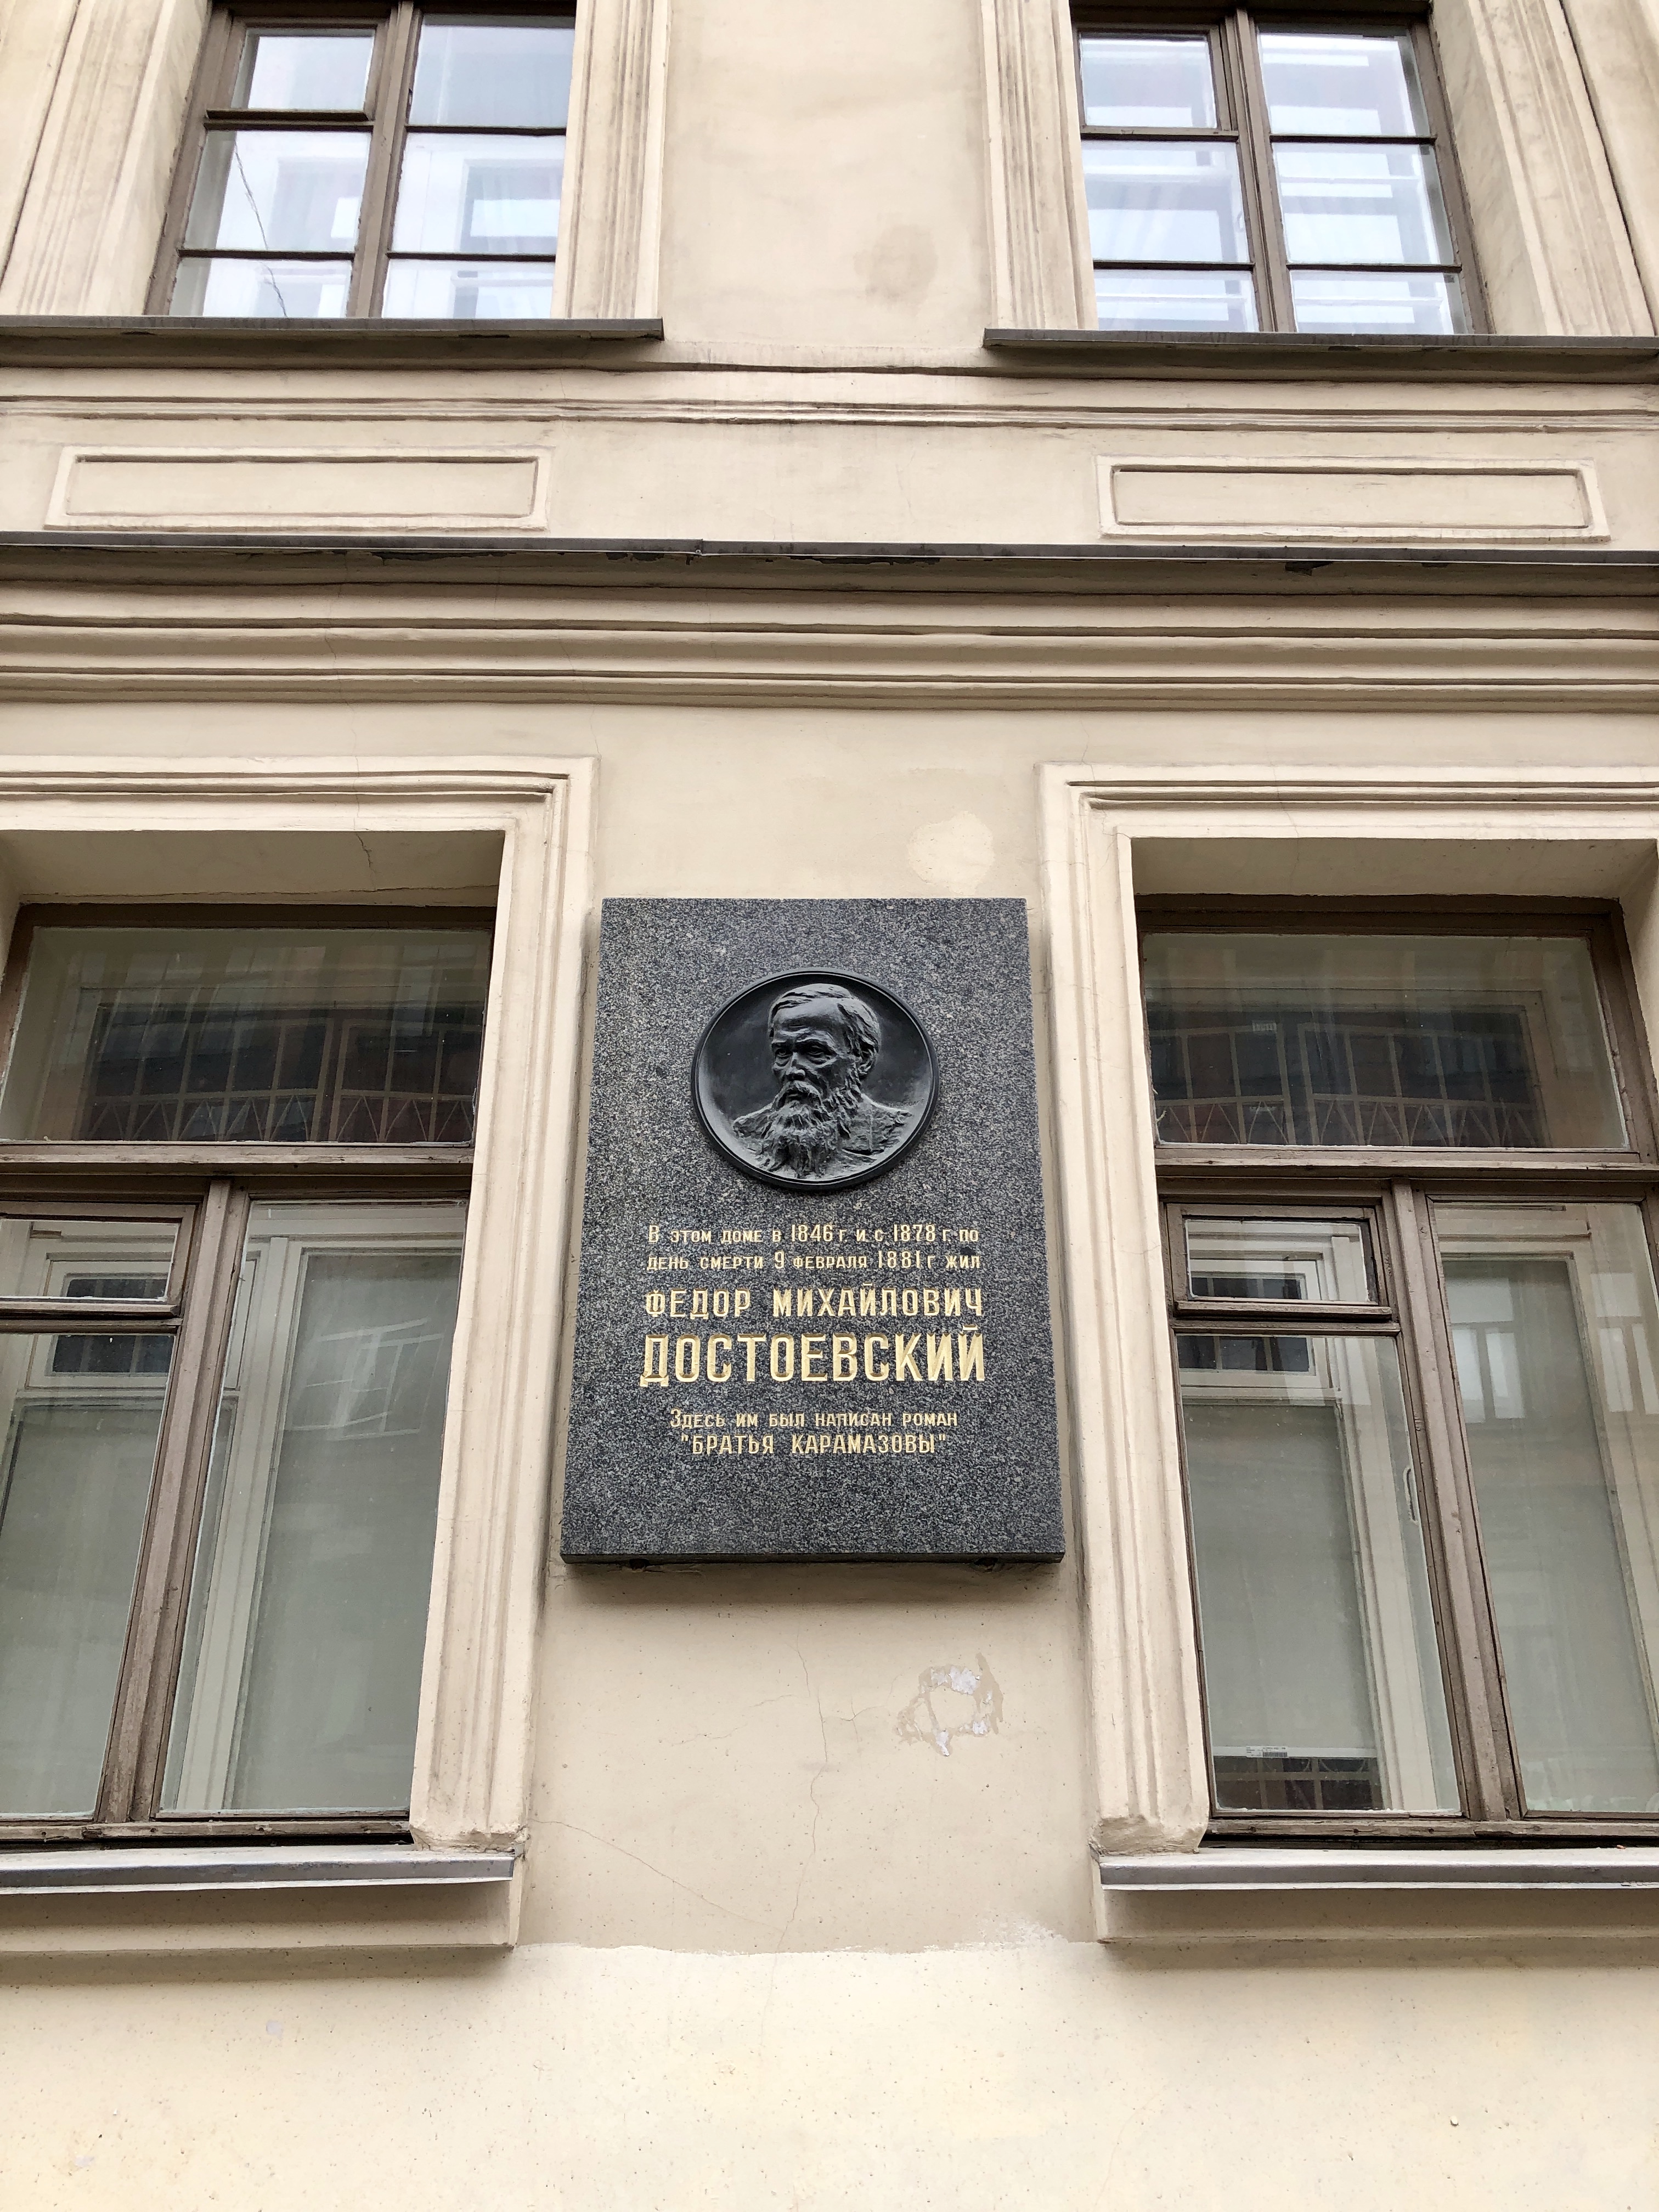 В этом доме в 1846 г. и с 1878 г. по
день смерти 9 февраля 1881 г. жил
ФЕДОР МИХАЙЛОВИЧ
ДОСТОЕВСКИЙ
Здесь им был написан роман
"БРАТЬЯ КАРАМАЗОВЫ"